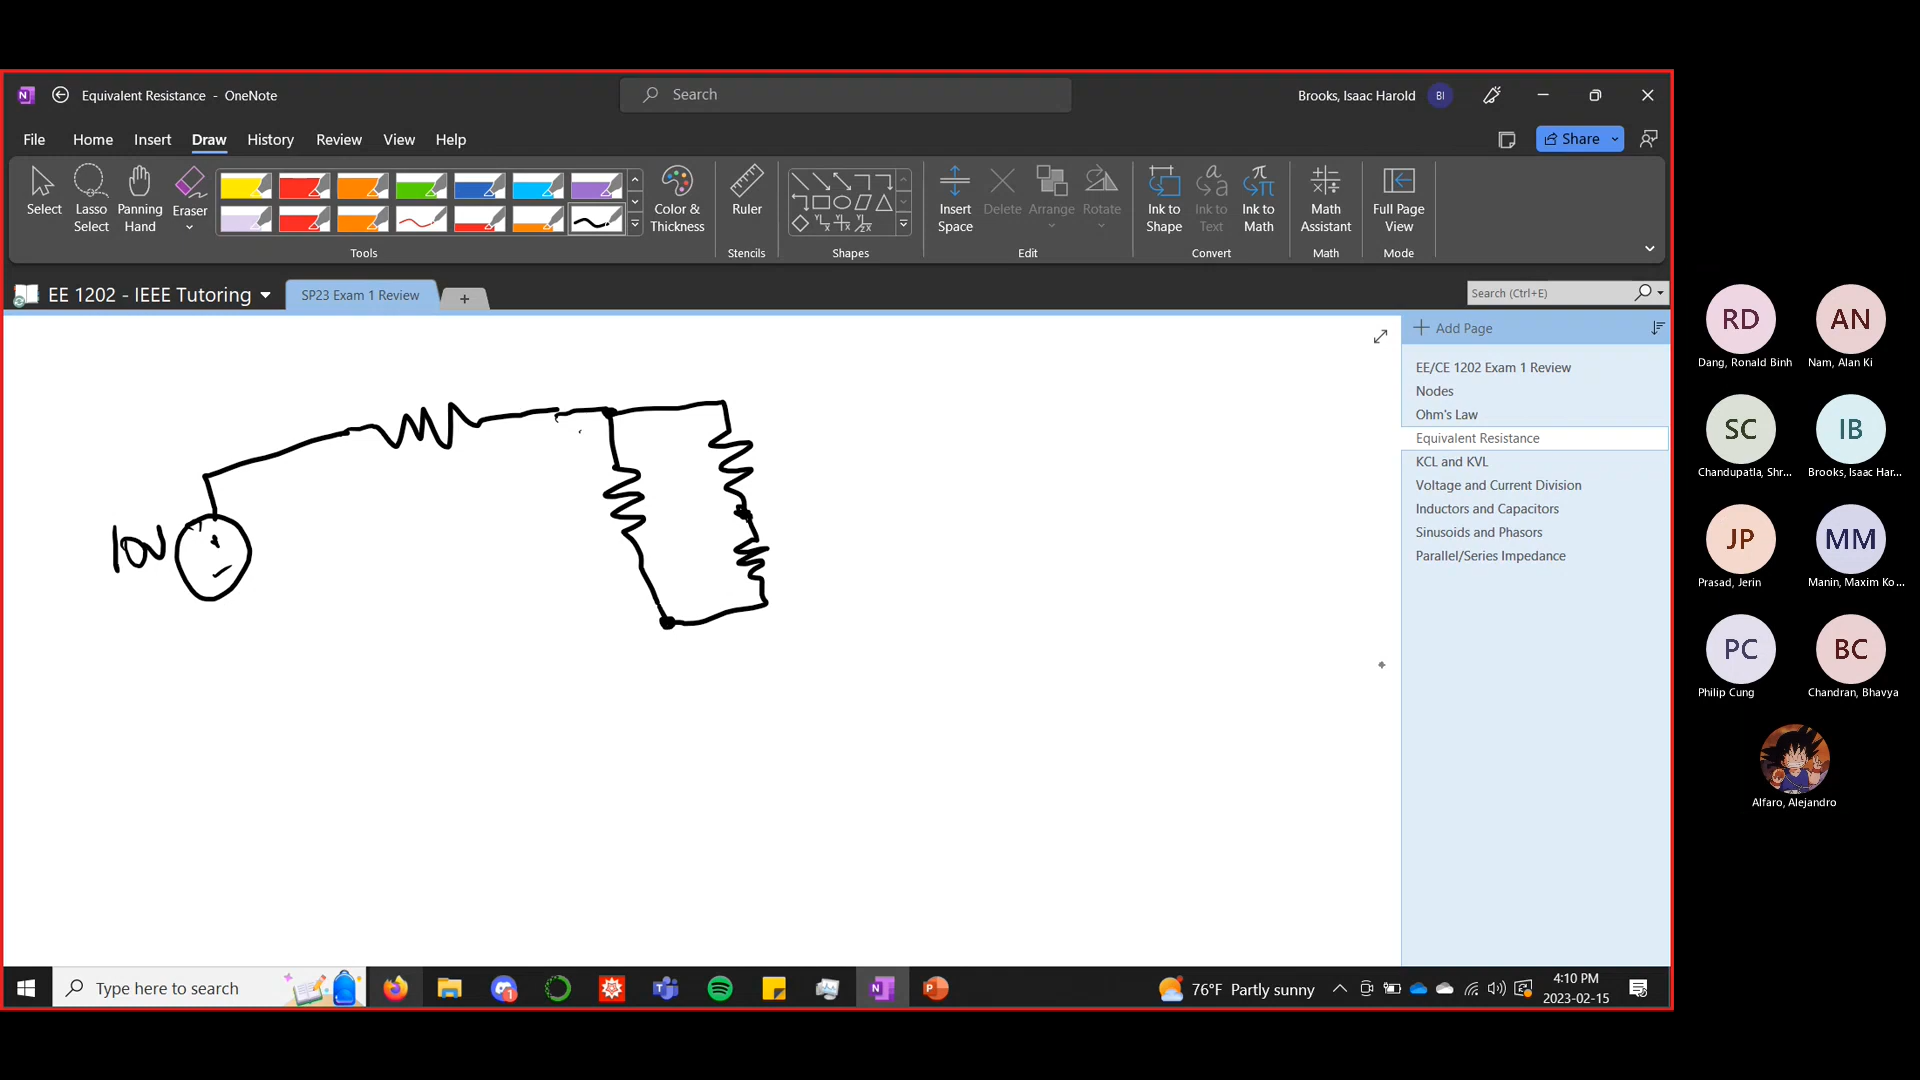 Equivalent Resistance - OneNote
Search
Brooks, Isaac Harold
BI
File Home Insert Draw History Review View Help
Share
Select
Lasso Select
Panning Hand
Eraser
Color & Thickness
Ruler
Insert Space
Delete
Arrange
Rotate
Ink to Shape
Ink to Text
Ink to Math
Math Assistant
Full Page View
Tools
Stencils
Shapes
Edit
Convert
Math
Mode
EE 1202 - IEEE Tutoring
SP23 Exam 1 Review
Search (Ctrl+E)
Add Page
EE/CE 1202 Exam 1 Review
Nodes
Ohm's Law
Equivalent Resistance
KCL and KVL
Voltage and Current Division
Inductors and Capacitors
Sinusoids and Phasors
Parallel/Series Impedance
10V
RD
Dang, Ronald Binh
AN
Nam, Alan Ki
SC
Chandupatla, Shr...
IB
Brooks, Isaac Har...
JP
Prasad, Jerin
MM
Manin, Maxim Ko...
PC
Philip Cung
BC
Chandran, Bhavya
Alfaro, Alejandro
Type here to search
76°F Partly sunny
4:10 PM
2023-02-15